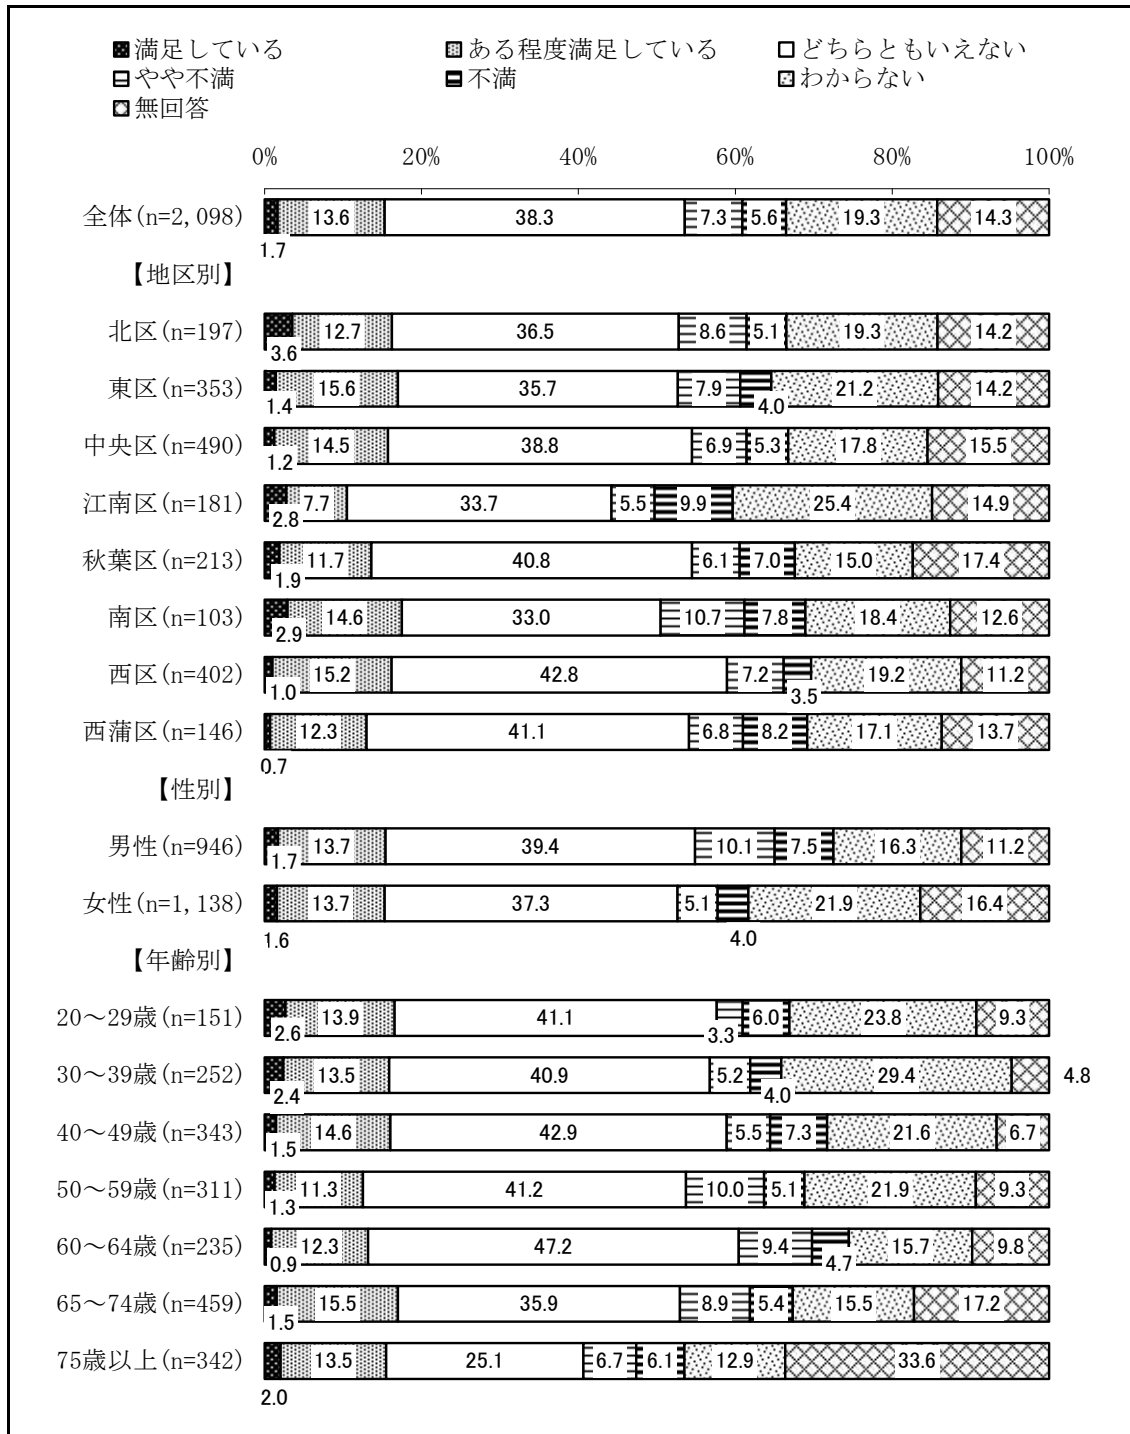 満足している ある程度満足している どちらともいえない
やや不満 不満 わからない
無回答
0% 20% 40% 60% 80% 100%
全体(n=2,098) 1.7 13.6 38.3 7.3 5.6 19.3 14.3
【地区別】
北区(n=197) 3.6 12.7 36.5 8.6 5.1 19.3 14.2
東区(n=353) 1.4 15.6 35.7 7.9 4.0 21.2 14.2
中央区(n=490) 1.2 14.5 38.8 6.9 5.3 17.8 15.5
江南区(n=181) 2.8 7.7 33.7 5.5 9.9 25.4 14.9
秋葉区(n=213) 1.9 11.7 40.8 6.1 7.0 15.0 17.4
南区(n=103) 2.9 14.6 33.0 10.7 7.8 18.4 12.6
西区(n=402) 1.0 15.2 42.8 7.2 3.5 19.2 11.2
西蒲区(n=146) 0.7 12.3 41.1 6.8 8.2 17.1 13.7
【性別】
男性(n=946) 1.7 13.7 39.4 10.1 7.5 16.3 11.2
女性(n=1,138) 1.6 13.7 37.3 5.1 4.0 21.9 16.4
【年齢別】
20～29歳(n=151) 2.6 13.9 41.1 3.3 6.0 23.8 9.3
30～39歳(n=252) 2.4 13.5 40.9 5.2 4.0 29.4 4.8
40～49歳(n=343) 1.5 14.6 42.9 5.5 7.3 21.6 6.7
50～59歳(n=311) 1.3 11.3 41.2 10.0 5.1 21.9 9.3
60～64歳(n=235) 0.9 12.3 47.2 9.4 4.7 15.7 9.8
65～74歳(n=459) 1.5 15.5 35.9 8.9 5.4 15.5 17.2
75歳以上(n=342) 2.0 13.5 25.1 6.7 6.1 12.9 33.6